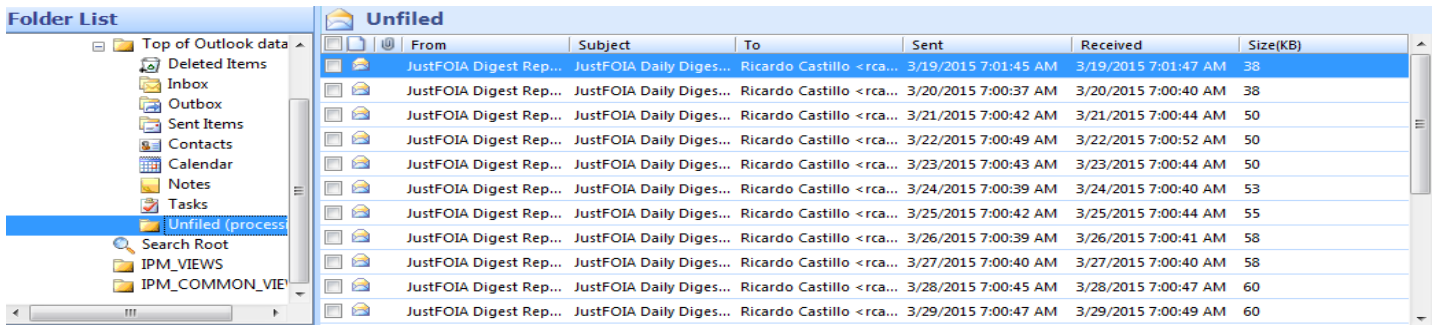 Folder List
Top of Outlook data
Deleted Items
Inbox
Outbox
Sent Items
Contacts
Calendar
Notes
Tasks
Unfiled (processi
Search Root
IPM_VIEWS
IPM_COMMON_VIE
Unfiled
From Subject To Sent Received Size(KB)
JustFOIA Digest Rep... JustFOIA Daily Diges... Ricardo Castillo <rca... 3/19/2015 7:01:45 AM 3/19/2015 7:01:47 AM 38
JustFOIA Digest Rep... JustFOIA Daily Diges... Ricardo Castillo <rca... 3/20/2015 7:00:37 AM 3/20/2015 7:00:40 AM 38
JustFOIA Digest Rep... JustFOIA Daily Diges... Ricardo Castillo <rca... 3/21/2015 7:00:42 AM 3/21/2015 7:00:44 AM 50
JustFOIA Digest Rep... JustFOIA Daily Diges... Ricardo Castillo <rca... 3/22/2015 7:00:49 AM 3/22/2015 7:00:52 AM 50
JustFOIA Digest Rep... JustFOIA Daily Diges... Ricardo Castillo <rca... 3/23/2015 7:00:43 AM 3/23/2015 7:00:44 AM 50
JustFOIA Digest Rep... JustFOIA Daily Diges... Ricardo Castillo <rca... 3/24/2015 7:00:39 AM 3/24/2015 7:00:40 AM 53
JustFOIA Digest Rep... JustFOIA Daily Diges... Ricardo Castillo <rca... 3/25/2015 7:00:42 AM 3/25/2015 7:00:44 AM 55
JustFOIA Digest Rep... JustFOIA Daily Diges... Ricardo Castillo <rca... 3/26/2015 7:00:39 AM 3/26/2015 7:00:41 AM 58
JustFOIA Digest Rep... JustFOIA Daily Diges... Ricardo Castillo <rca... 3/27/2015 7:00:40 AM 3/27/2015 7:00:40 AM 58
JustFOIA Digest Rep... JustFOIA Daily Diges... Ricardo Castillo <rca... 3/28/2015 7:00:45 AM 3/28/2015 7:00:47 AM 60
JustFOIA Digest Rep... JustFOIA Daily Diges... Ricardo Castillo <rca... 3/29/2015 7:00:47 AM 3/29/2015 7:00:49 AM 60